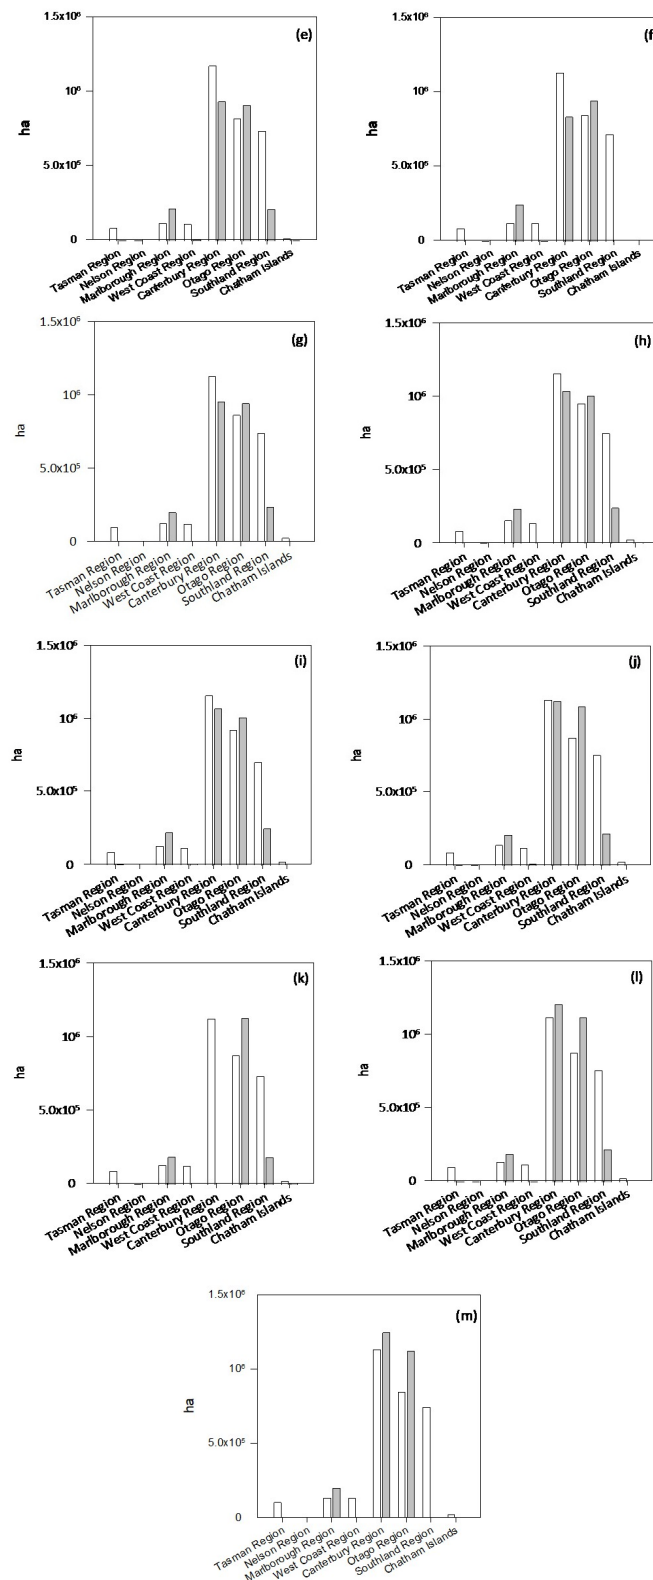 1.5x10⁶
(e)
10⁶
ha
5.0x10⁵
0
Tasman Region
Nelson Region
Marlborough Region
West Coast Region
Canterbury Region
Otago Region
Southland Region
Chatham Islands
1.5x10⁶
(f
10⁶
ha
5.0x10⁵
0
Tasman Region
Nelson Region
Marlborough Region
West Coast Region
Canterbury Region
Otago Region
Southland Region
Chatham Islands
1.5x10⁶
(g)
10⁶
ha
5.0x10⁵
0
Tasman Region
Nelson Region
Marlborough Region
West Coast Region
Canterbury Region
Otago Region
Southland Region
Chatham Islands
1.5x10⁶
(h)
10⁶
ha
5.0x10⁵
0
Tasman Region
Nelson Region
Marlborough Region
West Coast Region
Canterbury Region
Otago Region
Southland Region
Chatham Islands
1.5x10⁶
(i)
10⁶
ha
5.0x10⁵
0
Tasman Region
Nelson Region
Marlborough Region
West Coast Region
Canterbury Region
Otago Region
Southland Region
Chatham Islands
1.5x10⁶
(j)
10⁶
ha
5.0x10⁵
0
Tasman Region
Nelson Region
Marlborough Region
West Coast Region
Canterbury Region
Otago Region
Southland Region
Chatham Islands
1.5x10⁶
(k)
10⁶
ha
5.0x10⁵
0
Tasman Region
Nelson Region
Marlborough Region
West Coast Region
Canterbury Region
Otago Region
Southland Region
Chatham Islands
1.5x10⁶
(l)
10⁶
ha
5.0x10⁵
0
Tasman Region
Nelson Region
Marlborough Region
West Coast Region
Canterbury Region
Otago Region
Southland Region
Chatham Islands
1.5x10⁶
(m)
10⁶
ha
5.0x10⁵
0
Tasman Region
Nelson Region
Marlborough Region
West Coast Region
Canterbury Region
Otago Region
Southland Region
Chatham Islands